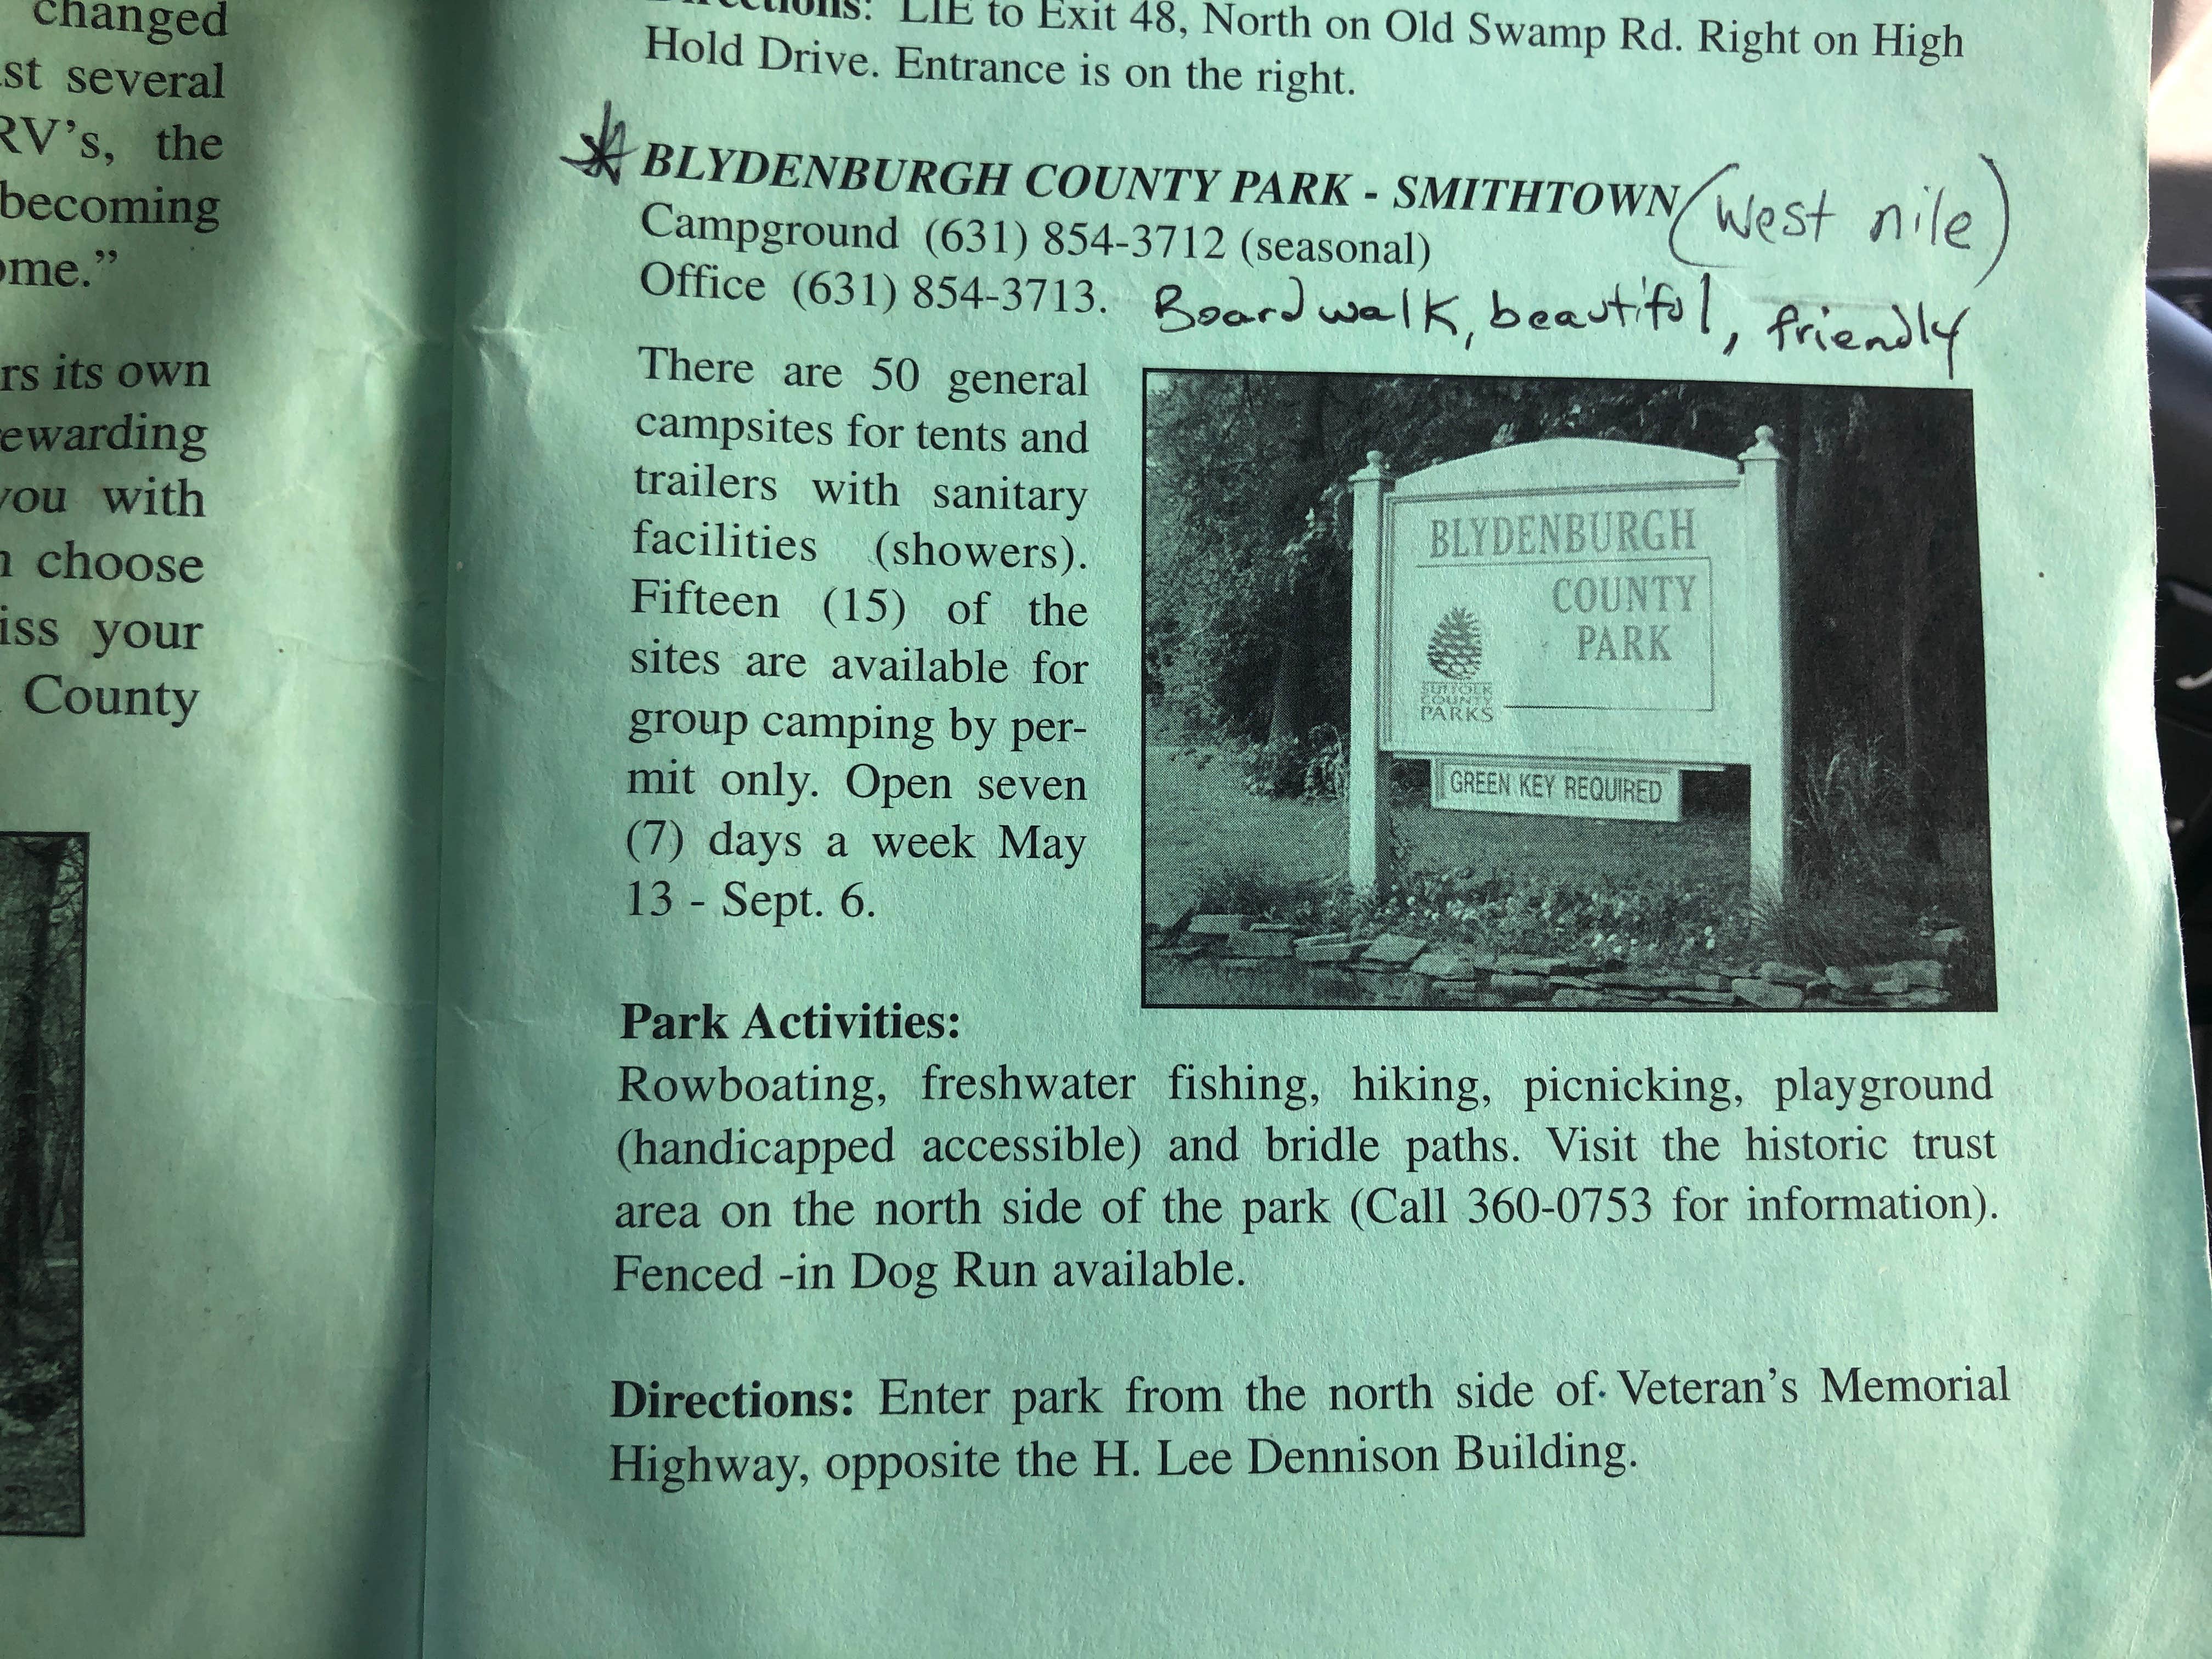 changed
st several
RV's, the
becoming
ome."
rs its own
ewarding
you with
choose
iss your
County
Directions: LIE to Exit 48, North on Old Swamp Rd. Right on High
Hold Drive. Entrance is on the right.
BLYDENBURGH COUNTY PARK - SMITHTOWN (West nile)
Campground (631) 854-3712 (seasonal)
Office (631) 854-3713. Boardwalk, beautiful, friendly
There are 50 general
campsites for tents and
trailers with sanitary
facilities (showers).
Fifteen (15) of the
sites are available for
group camping by per-
mit only. Open seven
(7) days a week May
13 - Sept. 6.
BLYDENBURGH
COUNTY
PARK
SUFFOLK
COUNTY
PARKS
GREEN KEY REQUIRED
Park Activities:
Rowboating, freshwater fishing, hiking, picnicking, playground
(handicapped accessible) and bridle paths. Visit the historic trust
area on the north side of the park (Call 360-0753 for information).
Fenced -in Dog Run available.
Directions: Enter park from the north side of Veteran's Memorial
Highway, opposite the H. Lee Dennison Building.